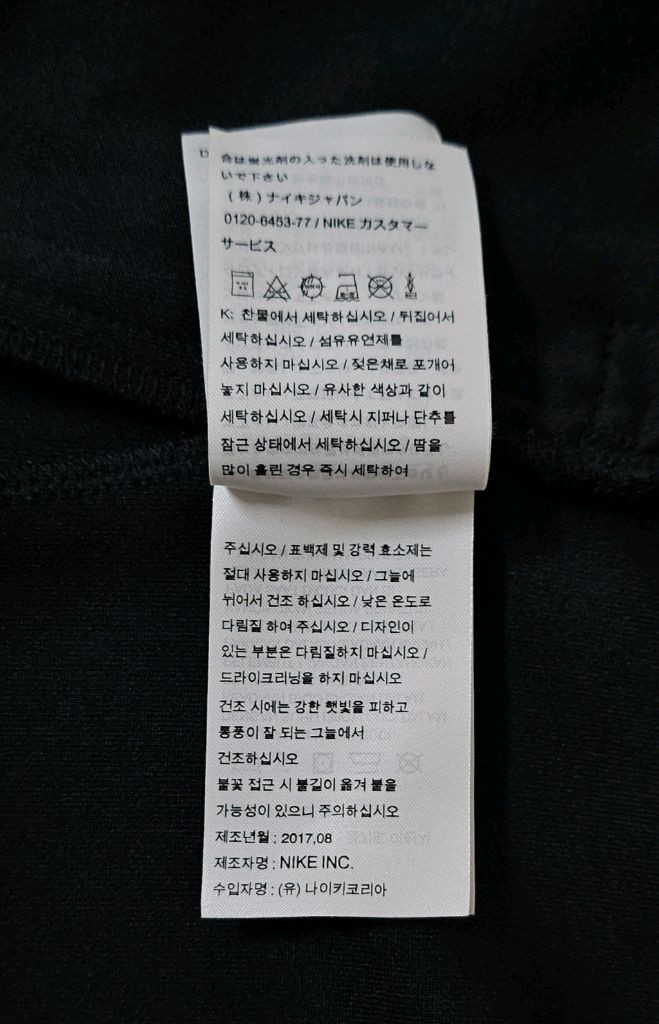 合は蛍光剤の入った洗剤は使用しな
いで下さい
(株)ナイキジャパン
0120-6453-77 / NIKE カスタマー
サービス
K: 찬물에서 세탁하십시오 / 뒤집어서
세탁하십시오 / 섬유유연제를
사용하지 마십시오 / 젖은채로 포개어
놓지 마십시오 / 유사한 색상과 같이
세탁하십시오 / 세탁시 지퍼나 단추를
잠근 상태에서 세탁하십시오 / 땀을
많이 흘린 경우 즉시 세탁하여
주십시오 / 표백제 및 강력 효소제는
절대 사용하지 마십시오 / 그늘에
뉘어서 건조 하십시오 / 낮은 온도로
다림질 하여 주십시오 / 디자인이
있는 부분은 다림질하지 마십시오 /
드라이크리닝을 하지 마십시오
건조 시에는 강한 햇빛을 피하고
통풍이 잘 되는 그늘에서
건조하십시오
불꽃 접근 시 불길이 옮겨 붙을
가능성이 있으니 주의하십시오
제조년월 : 2017,08
제조자명 : NIKE INC.
수입자명 : (유) 나이키코리아